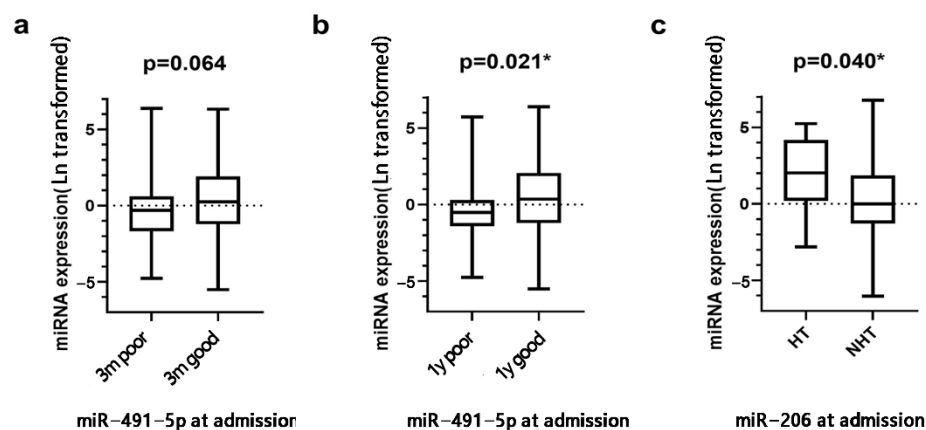 a
miRNA expression( Ln transformed)
p=0.064
5
0
−5
3m poor
3m good
miR−491−5p at admission
b
miRNA expression( Ln transformed)
p=0.021*
5
0
−5
1y poor
1y good
miR−491−5p at admission
c
miRNA expression( Ln transformed)
p=0.040*
5
0
−5
HT
NHT
miR−206 at admission